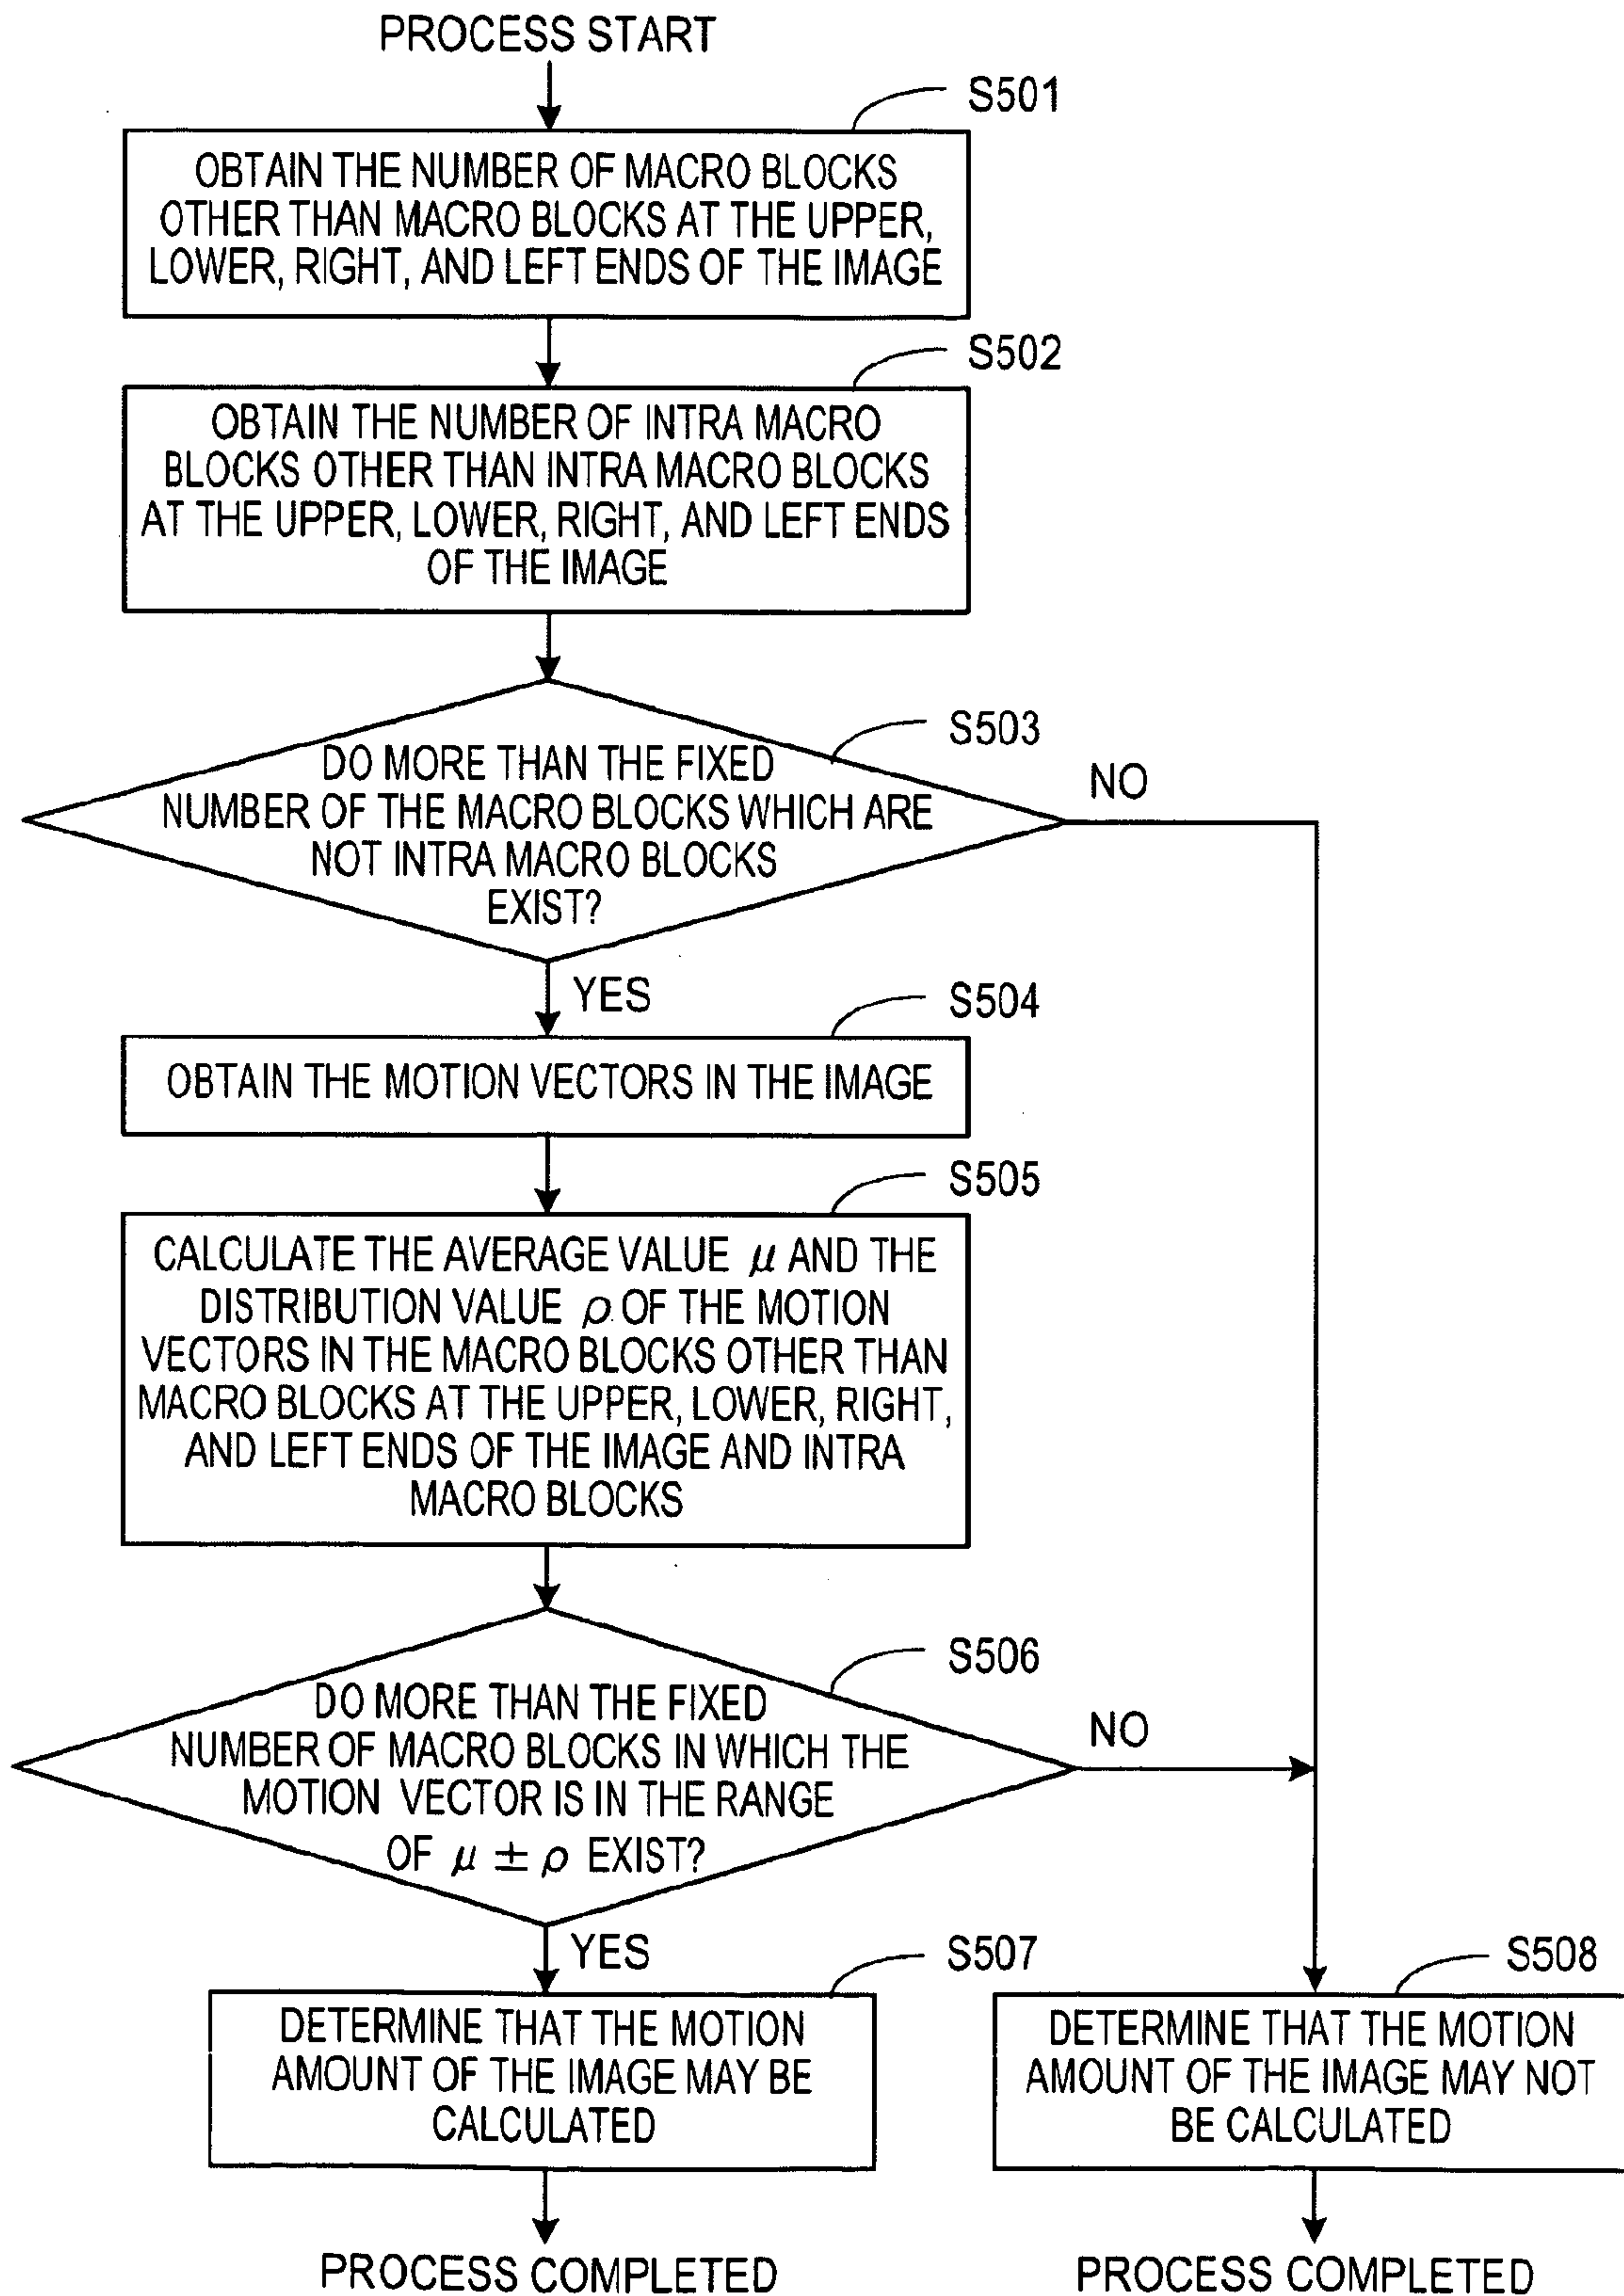 PROCESS START
S501
OBTAIN THE NUMBER OF MACRO BLOCKS
OTHER THAN MACRO BLOCKS AT THE UPPER,
LOWER, RIGHT, AND LEFT ENDS OF THE IMAGE
S502
OBTAIN THE NUMBER OF INTRA MACRO
BLOCKS OTHER THAN INTRA MACRO BLOCKS
AT THE UPPER, LOWER, RIGHT, AND LEFT ENDS
OF THE IMAGE
S503
DO MORE THAN THE FIXED
NUMBER OF THE MACRO BLOCKS WHICH ARE
NOT INTRA MACRO BLOCKS
EXIST?
NO
YES
S504
OBTAIN THE MOTION VECTORS IN THE IMAGE
S505
CALCULATE THE AVERAGE VALUE μ AND THE
DISTRIBUTION VALUE ρ OF THE MOTION
VECTORS IN THE MACRO BLOCKS OTHER THAN
MACRO BLOCKS AT THE UPPER, LOWER, RIGHT,
AND LEFT ENDS OF THE IMAGE AND INTRA
MACRO BLOCKS
S506
DO MORE THAN THE FIXED
NUMBER OF MACRO BLOCKS IN WHICH THE
MOTION VECTOR IS IN THE RANGE
OF μ ± ρ EXIST?
NO
YES
S507
DETERMINE THAT THE MOTION
AMOUNT OF THE IMAGE MAY BE
CALCULATED
S508
DETERMINE THAT THE MOTION
AMOUNT OF THE IMAGE MAY NOT
BE CALCULATED
PROCESS COMPLETED
PROCESS COMPLETED